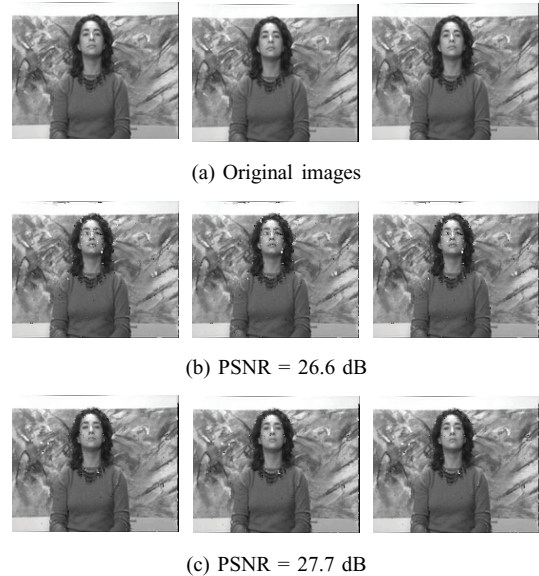 (a) Original images
(b) PSNR = 26.6 dB
(c) PSNR = 27.7 dB